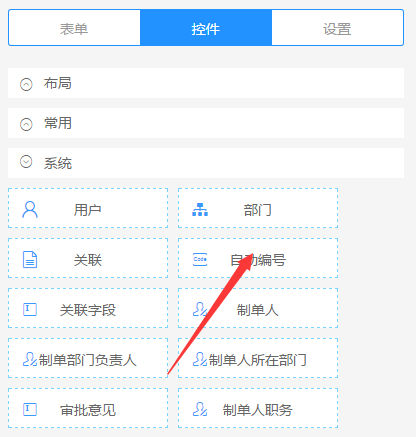 表单 控件 设置
布局
常用
系统
用户 部门
关联 Code 自动编号
关联字段 制单人
制单部门负责人 制单人所在部门
审批意见 制单人职务